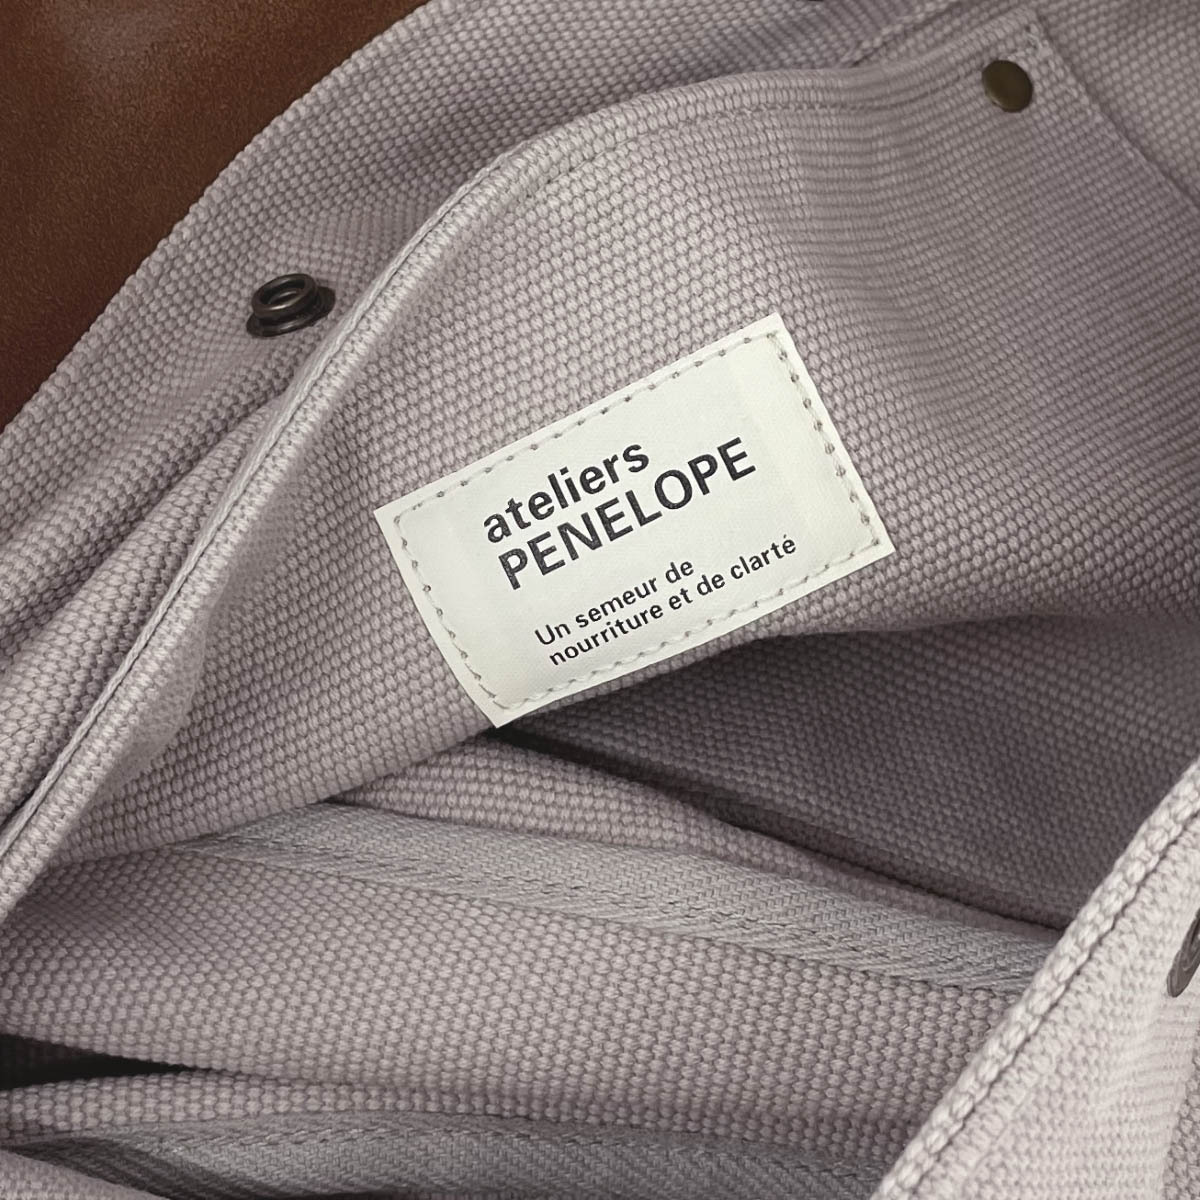 ateliers
PENELOPE
Un semeur de
nourriture et de clarté